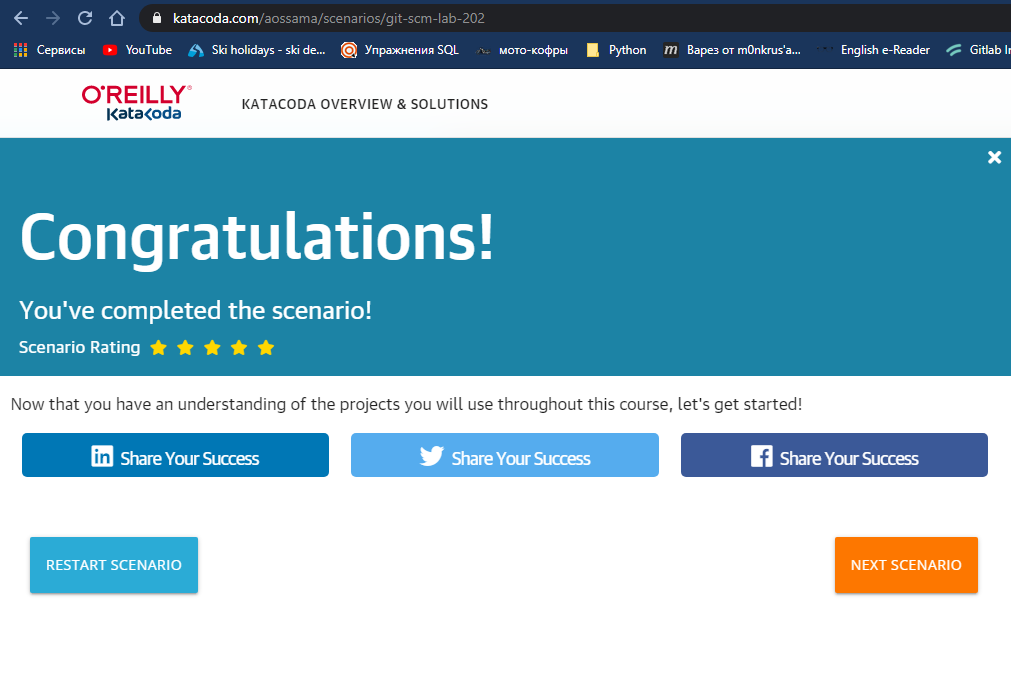 katacoda.com/aossama/scenarios/git-scm-lab-202
Сервисы YouTube Ski holidays - ski de... Упражнения SQL мото-кофры Python m Варез от m0nkrus'a... English e-Reader Gitlab In
O'REILLY®
Katacoda
KATACODA OVERVIEW & SOLUTIONS
Congratulations!
You've completed the scenario!
Scenario Rating
Now that you have an understanding of the projects you will use throughout this course, let's get started!
in Share Your Success Share Your Success f Share Your Success
RESTART SCENARIO NEXT SCENARIO